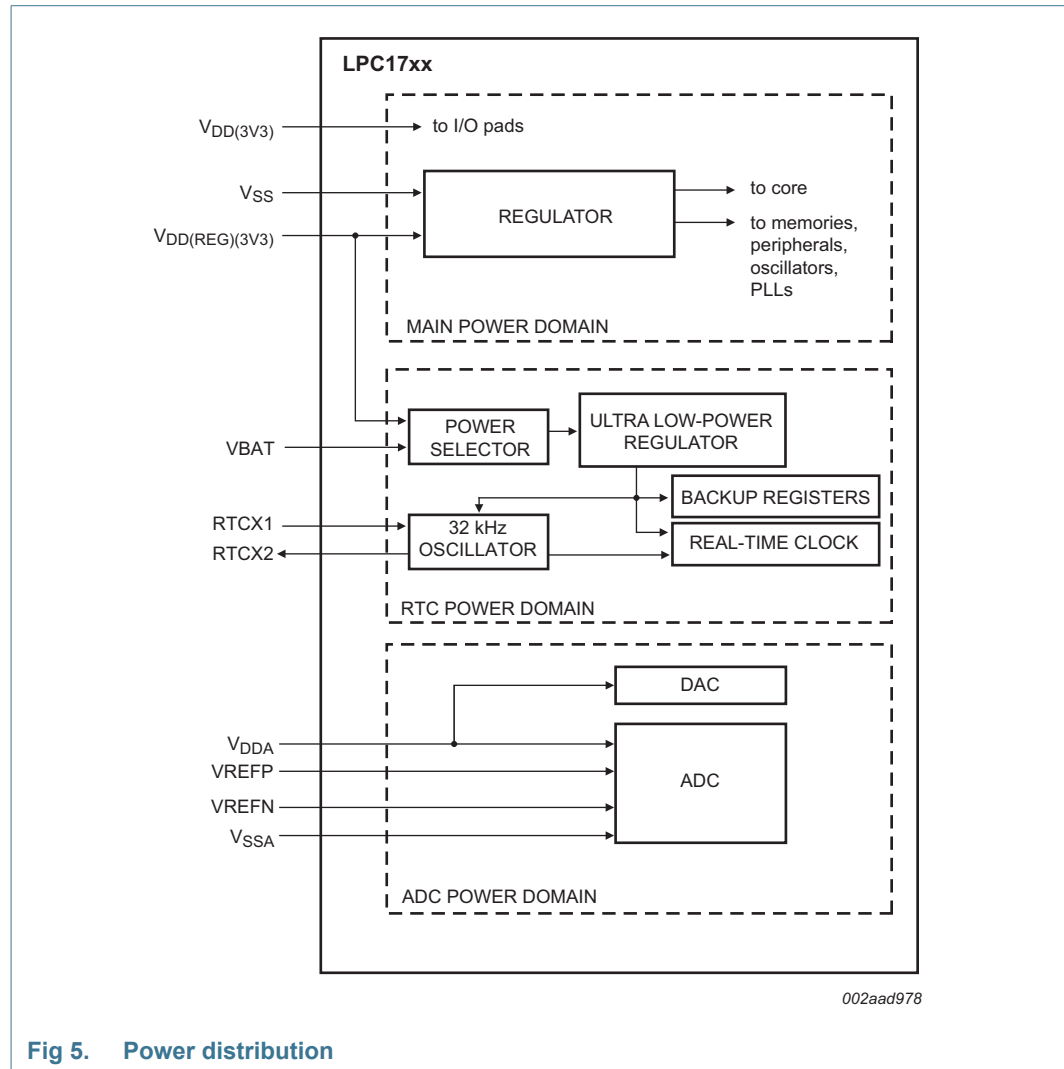 LPC17xx
VDD(3V3)
to I/O pads
VSS
REGULATOR
to core
VDD(REG)(3V3)
to memories,
peripherals,
oscillators,
PLLs
MAIN POWER DOMAIN
VBAT
POWER
SELECTOR
ULTRA LOW-POWER
REGULATOR
BACKUP REGISTERS
RTCX1
RTCX2
32 kHz
OSCILLATOR
REAL-TIME CLOCK
RTC POWER DOMAIN
DAC
VDDA
VREFP
ADC
VREFN
VSSA
ADC POWER DOMAIN
002aad978
Fig 5. Power distribution